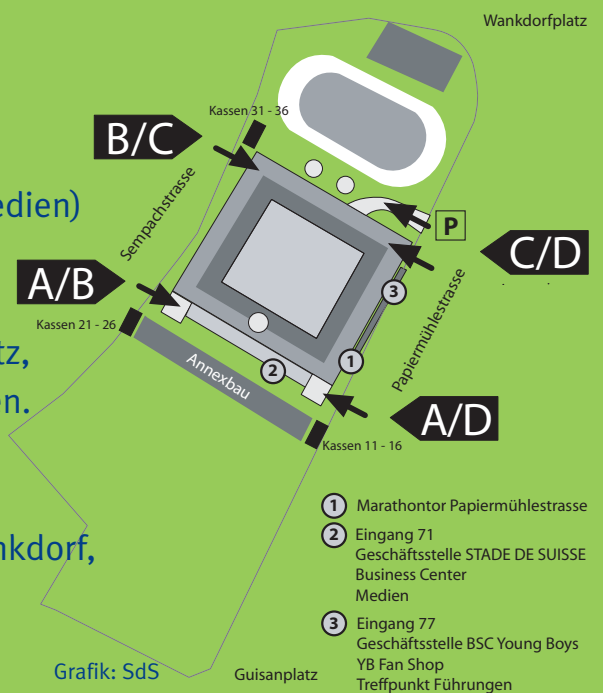 Wankdorfplatz
Kassen 31 - 36
B/C
edien)
Sempachstrasse
P
C/D
A/B
3
Papiermühlestrasse
Kassen 21 - 26
tz,
Annexbau
2
1
en.
A/D
Kassen 11 - 16
1 Marathontor Papiermühlestrasse
2 Eingang 71
Geschäftsstelle STADE DE SUISSE
Business Center
Medien
nkdorf,
3 Eingang 77
Geschäftsstelle BSC Young Boys
YB Fan Shop
Treffpunkt Führungen
Grafik: SdS
Guisanplatz